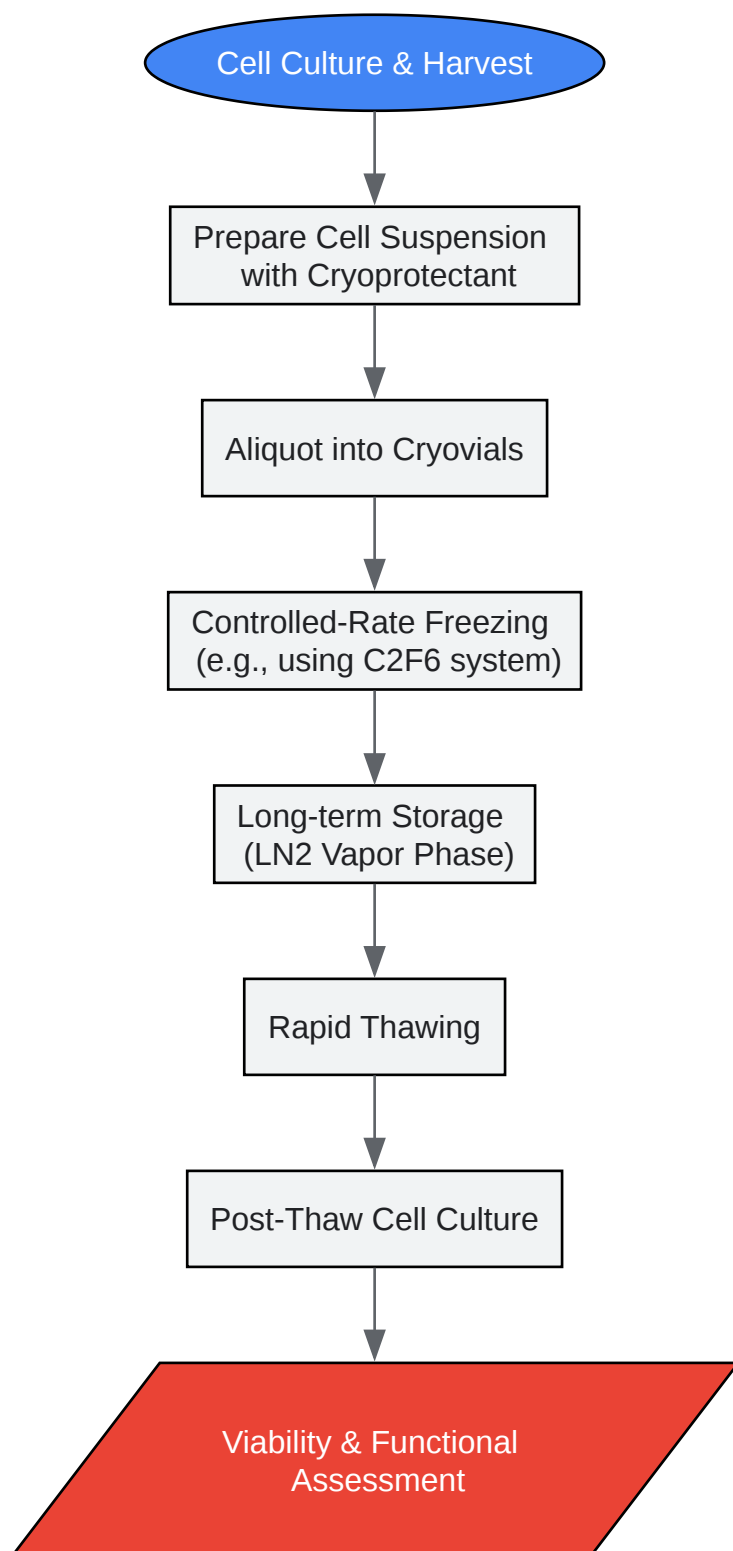 Cell Culture & Harvest
Prepare Cell Suspension
with Cryoprotectant
Aliquot into Cryovials
Controlled-Rate Freezing
(e.g., using C2F6 system)
Long-term Storage
(LN2 Vapor Phase)
Rapid Thawing
Post-Thaw Cell Culture
Viability & Functional
Assessment